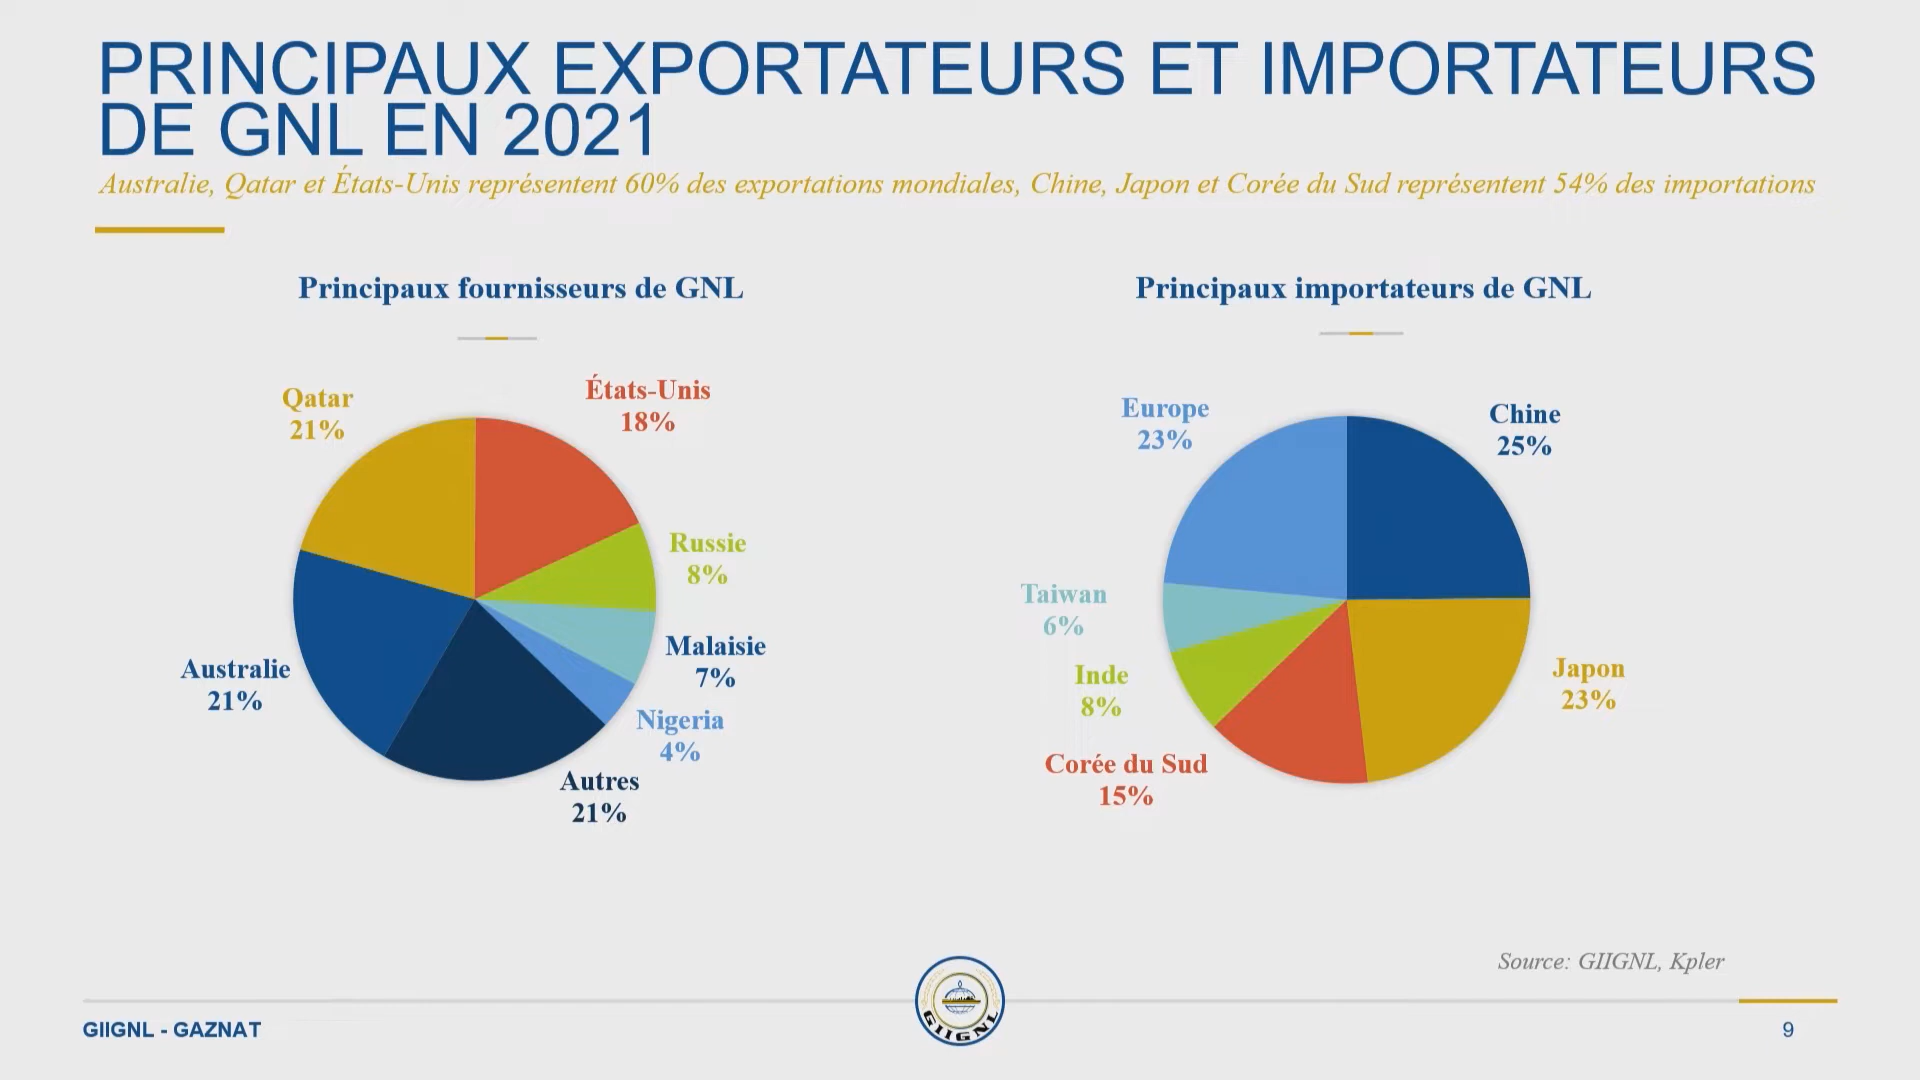 PRINCIPAUX EXPORTATEURS ET IMPORTATEURS
DE GNL EN 2021
Australie, Qatar et États-Unis représentent 60% des exportations mondiales, Chine, Japon et Corée du Sud représentent 54% des importations
Principaux fournisseurs de GNL
Qatar
21%
États-Unis
18%
Russie
8%
Malaisie
7%
Nigeria
4%
Autres
21%
Australie
21%
Principaux importateurs de GNL
Europe
23%
Chine
25%
Taiwan
6%
Inde
8%
Japon
23%
Corée du Sud
15%
Source: GIIGNL, Kpler
GIIGNL - GAZNAT
GIIGNL
9